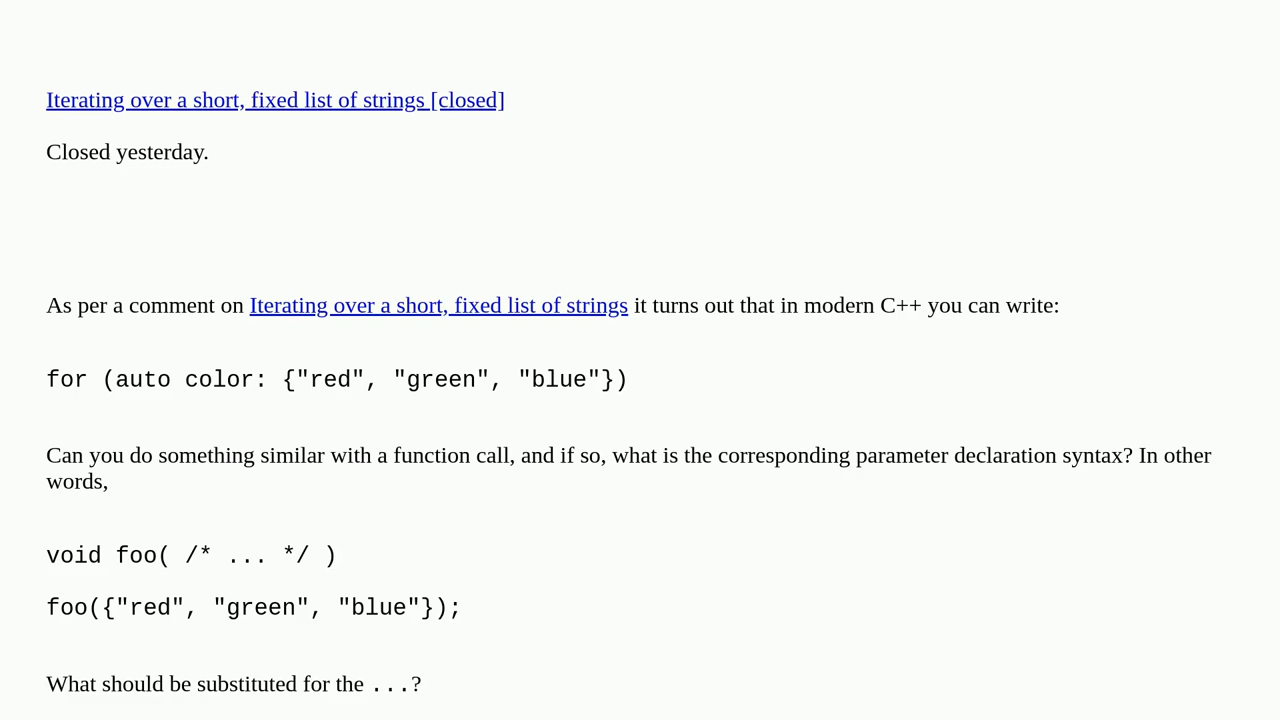 Iterating over a short, fixed list of strings [closed]
Closed yesterday.
As per a comment on Iterating over a short, fixed list of strings it turns out that in modern C++ you can write:
for (auto color: {"red", "green", "blue"})
Can you do something similar with a function call, and if so, what is the corresponding parameter declaration syntax? In other
words,
void foo( /* ... */ )
foo({"red", "green", "blue"});
What should be substituted for the ...?